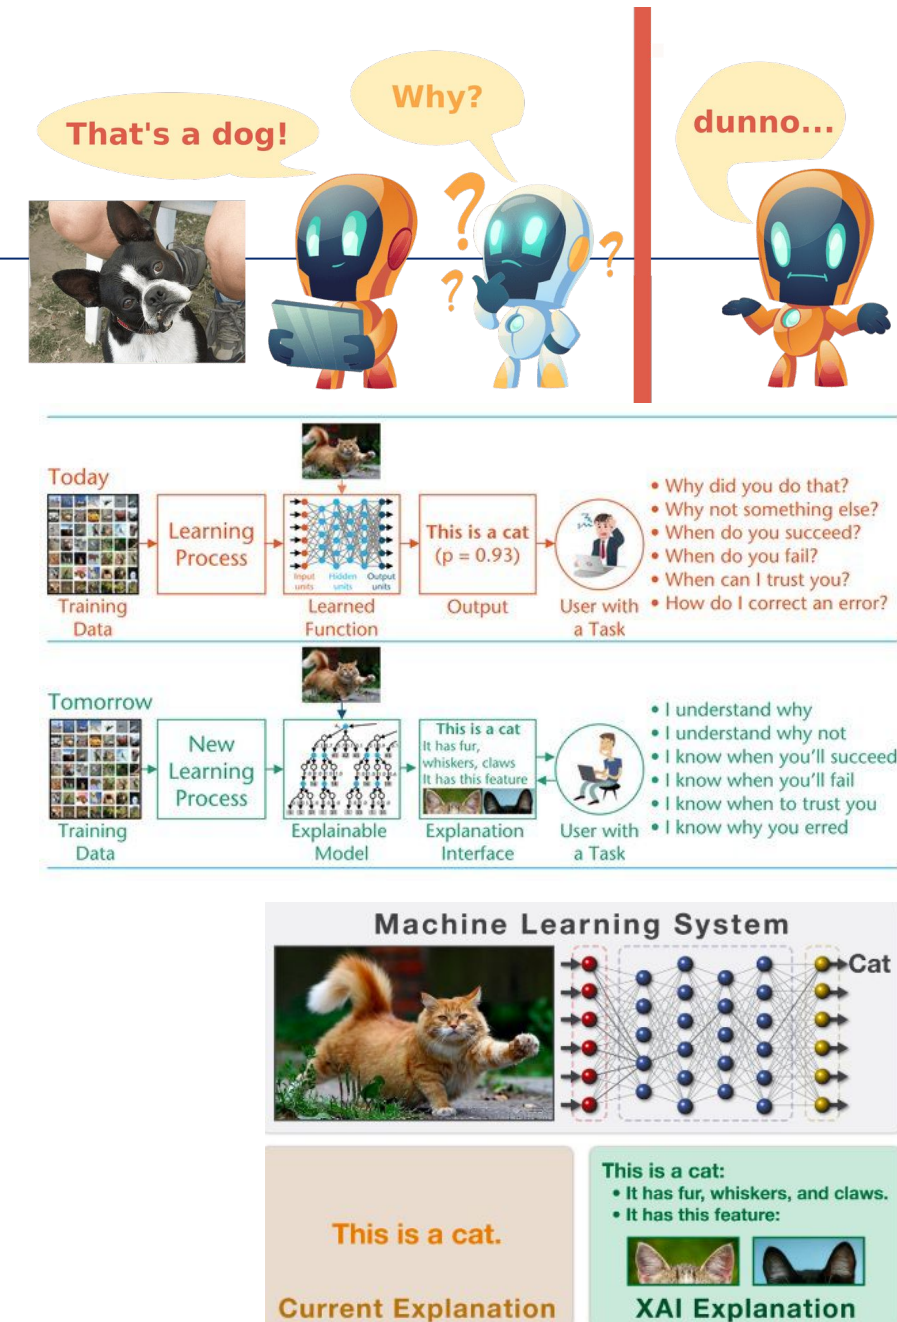 That's a dog!
Why?
dunno...
?
?
?
Today
Learning
Process
Input
units
Hidden
units
Output
units
This is a cat
(p = 0.93)
• Why did you do that?
• Why not something else?
• When do you succeed?
• When do you fail?
• When can I trust you?
• How do I correct an error?
Training
Data
Learned
Function
Output
User with
a Task
Tomorrow
New
Learning
Process
This is a cat
It has fur,
whiskers, claws
It has this feature
• I understand why
• I understand why not
• I know when you'll succeed
• I know when you'll fail
• I know when to trust you
• I know why you erred
Training
Data
Explainable
Model
Explanation
Interface
User with
a Task
Machine Learning System
Cat
This is a cat.
Current Explanation
This is a cat:
• It has fur, whiskers, and claws.
• It has this feature:
XAI Explanation